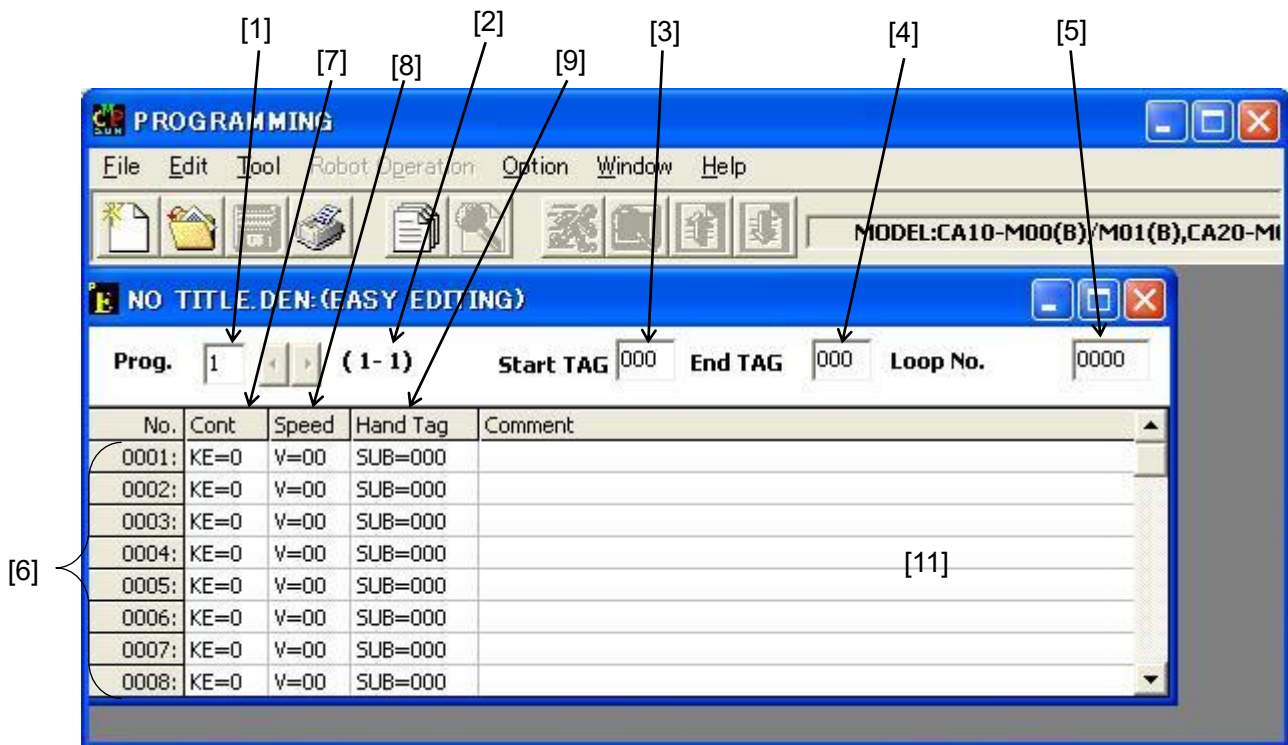 [1] [2] [3] [4] [5]
[7] [8] [9]
PROGRAMMING
File Edit Tool Robot Operation Option Window Help
MODEL:CA10-M00(B)/M01(B),CA20-M
NO TITLE.DEN:(EASY EDITING)
Prog. 1 ( 1- 1) Start TAG 000 End TAG 000 Loop No. 0000
No. Cont Speed Hand Tag Comment
0001: KE=0 V=00 SUB=000
0002: KE=0 V=00 SUB=000
0003: KE=0 V=00 SUB=000
0004: KE=0 V=00 SUB=000
[6] [11]
0005: KE=0 V=00 SUB=000
0006: KE=0 V=00 SUB=000
0007: KE=0 V=00 SUB=000
0008: KE=0 V=00 SUB=000